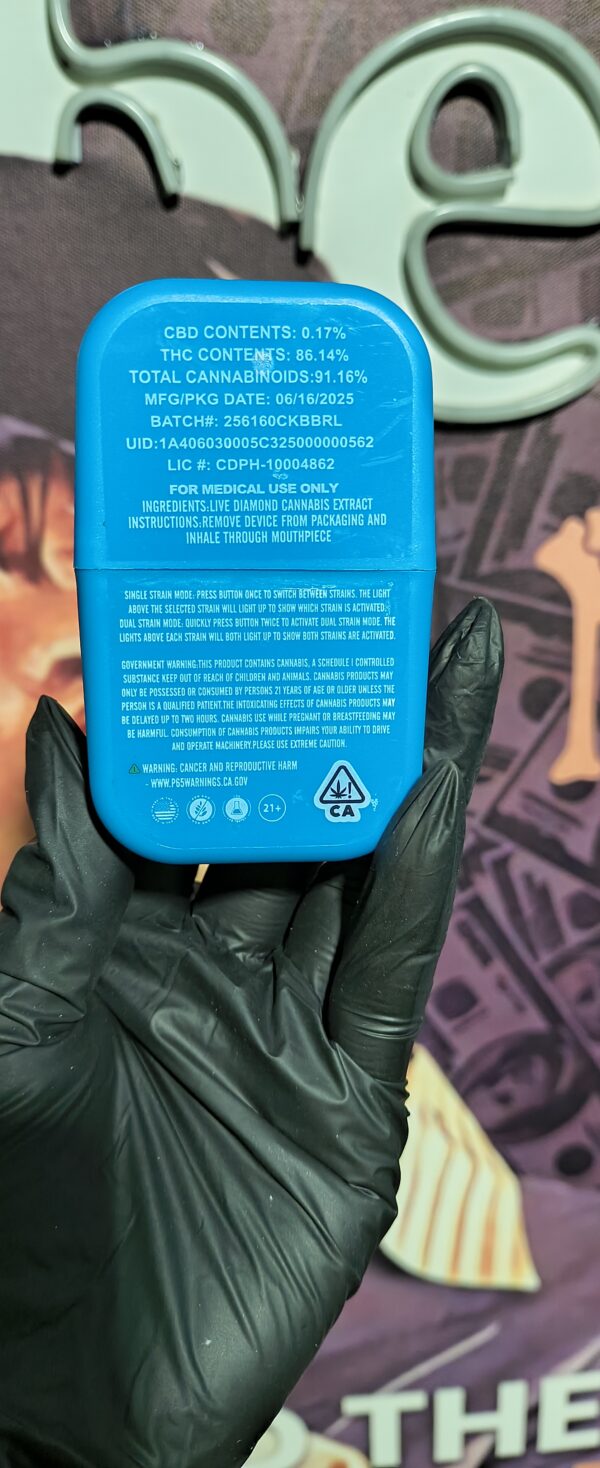 he
CBD CONTENTS: 0.17%
THC CONTENTS: 86.14%
TOTAL CANNABINOIDS:91.16%
MFG/PKG DATE: 06/16/2025
BATCH#: 256160CKBBRL
UID:1A406030005C325000000562
LIC #: CDPH-10004862
FOR MEDICAL USE ONLY
INGREDIENTS:LIVE DIAMOND CANNABIS EXTRACT
INSTRUCTIONS:REMOVE DEVICE FROM PACKAGING AND
INHALE THROUGH MOUTHPIECE
SINGLE STRAIN MODE: PRESS BUTTON ONCE TO SWITCH BETWEEN STRAINS. THE LIGHT
ABOVE THE SELECTED STRAIN WILL LIGHT UP TO SHOW WHICH STRAIN IS ACTIVATED.
DUAL STRAIN MODE: QUICKLY PRESS BUTTON TWICE TO ACTIVATE DUAL STRAIN MODE. THE
LIGHTS ABOVE EACH STRAIN WILL BOTH LIGHT UP TO SHOW BOTH STRAINS ARE ACTIVATED.
GOVERNMENT WARNING:THIS PRODUCT CONTAINS CANNABIS, A SCHEDULE I CONTROLLED
SUBSTANCE KEEP OUT OF REACH OF CHILDREN AND ANIMALS. CANNABIS PRODUCTS MAY
ONLY BE POSSESSED OR CONSUMED BY PERSONS 21 YEARS OF AGE OR OLDER UNLESS THE
PERSON IS A QUALIFIED PATIENT.THE INTOXICATING EFFECTS OF CANNABIS PRODUCTS MAY
BE DELAYED UP TO TWO HOURS. CANNABIS USE WHILE PREGNANT OR BREASTFEEDING MAY
BE HARMFUL. CONSUMPTION OF CANNABIS PRODUCTS IMPAIRS YOUR ABILITY TO DRIVE
AND OPERATE MACHINERY.PLEASE USE EXTREME CAUTION.
WARNING: CANCER AND REPRODUCTIVE HARM
- WWW.P65WARNINGS.CA.GOV
21+
CA
THE